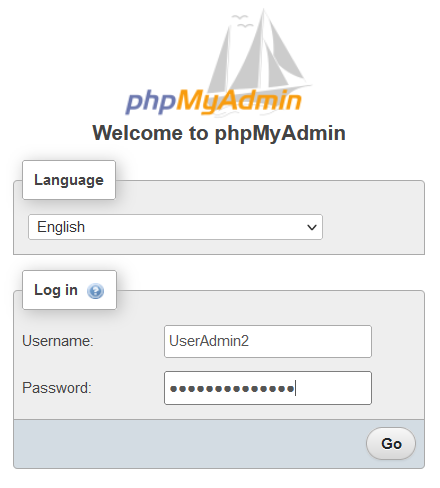 phpMyAdmin
Welcome to phpMyAdmin
Language
English
Log in
Username: UserAdmin2
Password: ●●●●●●●●●●●●●●
Go